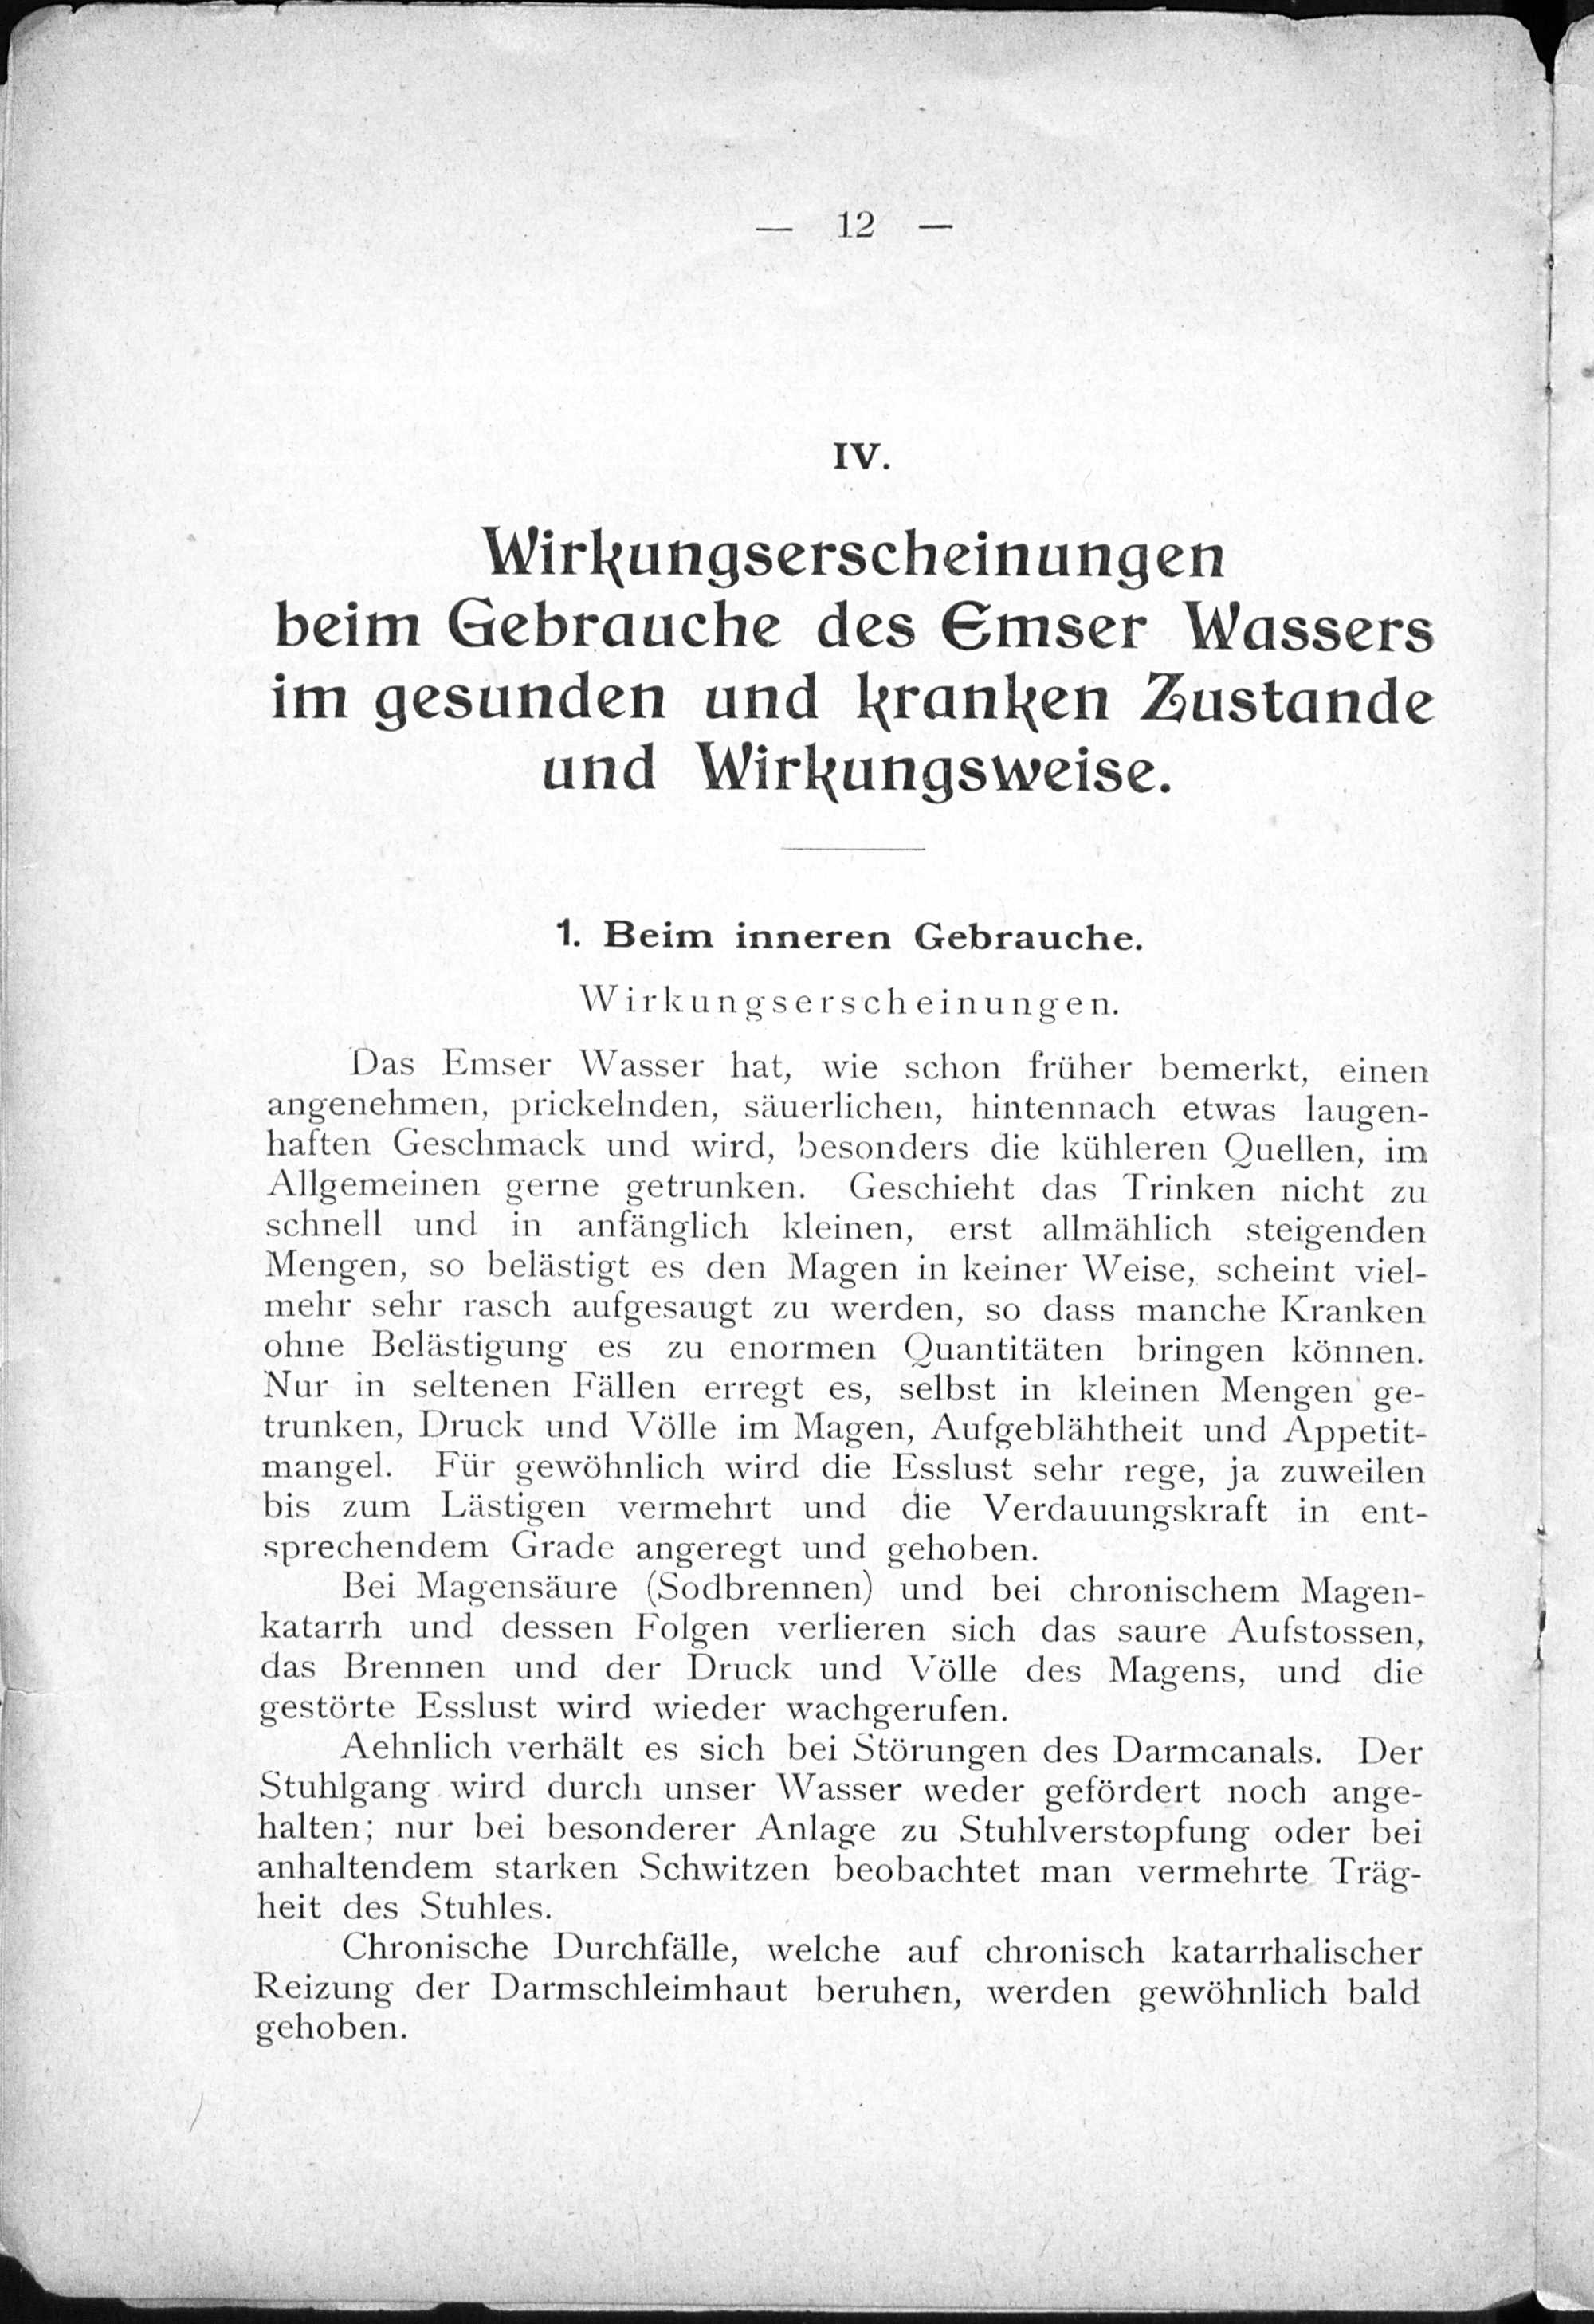 — 12 —
IV.
Wirkungserscheinungen
beim Gebrauche des Emser Wassers
im gesunden und kranken Zustande
und Wirkungsweise.
1. Beim inneren Gebrauche.
Wirkungserscheinungen.
Das Emser Wasser hat, wie schon früher bemerkt, einen
angenehmen, prickelnden, säuerlichen, hintennach etwas laugen-
haften Geschmack und wird, besonders die kühleren Quellen, im
Allgemeinen gerne getrunken. Geschieht das Trinken nicht zu
schnell und in anfänglich kleinen, erst allmählich steigenden
Mengen, so belästigt es den Magen in keiner Weise, scheint viel-
mehr sehr rasch aufgesaugt zu werden, so dass manche Kranken
ohne Belästigung es zu enormen Quantitäten bringen können.
Nur in seltenen Fällen erregt es, selbst in kleinen Mengen ge-
trunken, Druck und Völle im Magen, Aufgeblähtheit und Appetit-
mangel. Für gewöhnlich wird die Esslust sehr rege, ja zuweilen
bis zum Lästigen vermehrt und die Verdauungskraft in ent-
sprechendem Grade angeregt und gehoben.
Bei Magensäure (Sodbrennen) und bei chronischem Magen-
katarrh und dessen Folgen verlieren sich das saure Aufstossen,
das Brennen und der Druck und Völle des Magens, und die
gestörte Esslust wird wieder wachgerufen.
Aehnlich verhält es sich bei Störungen des Darmcanals. Der
Stuhlgang wird durch unser Wasser weder gefördert noch ange-
halten; nur bei besonderer Anlage zu Stuhlverstopfung oder bei
anhaltendem starken Schwitzen beobachtet man vermehrte Träg-
heit des Stuhles.
Chronische Durchfälle, welche auf chronisch katarrhalischer
Reizung der Darmschleimhaut beruhen, werden gewöhnlich bald
gehoben.